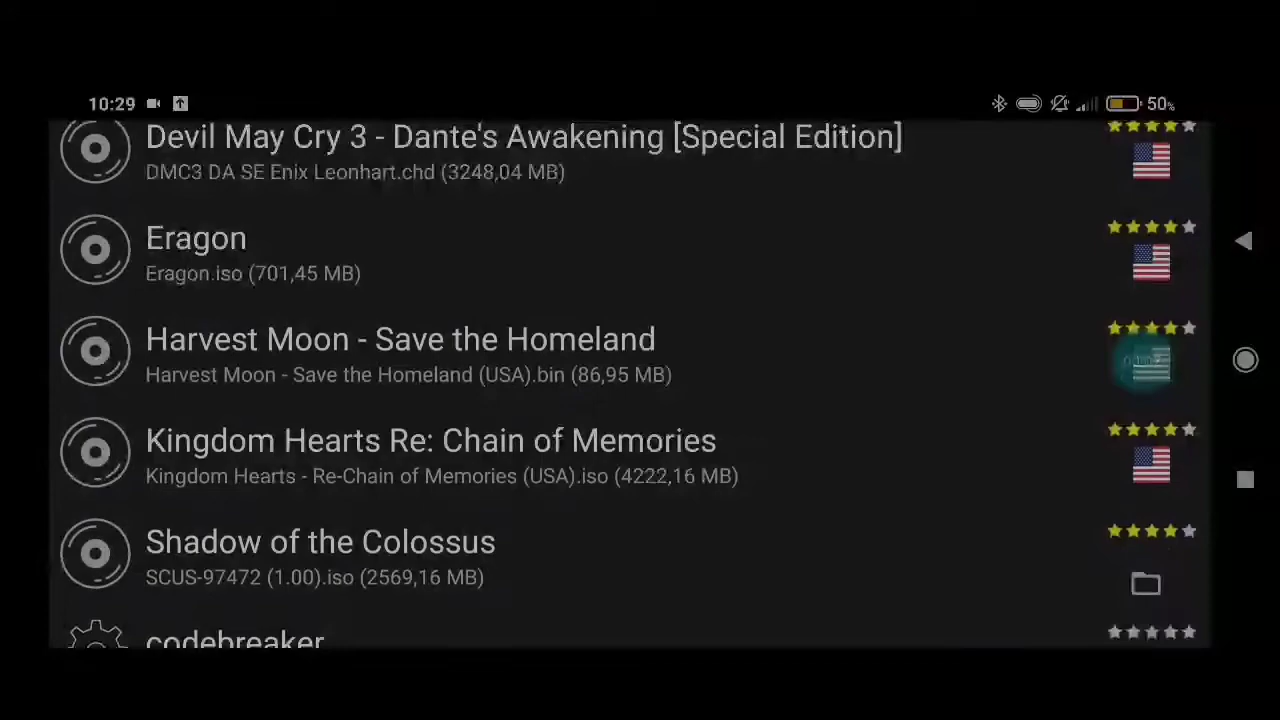 10:29
50%
Devil May Cry 3 - Dante's Awakening [Special Edition]
DMC3 DA SE Enix Leonhart.chd (3248,04 MB)
Eragon
Eragon.iso (701,45 MB)
Harvest Moon - Save the Homeland
Harvest Moon - Save the Homeland (USA).bin (86,95 MB)
Kingdom Hearts Re: Chain of Memories
Kingdom Hearts - Re-Chain of Memories (USA).iso (4222,16 MB)
Shadow of the Colossus
SCUS-97472 (1.00).iso (2569,16 MB)
codebreaker